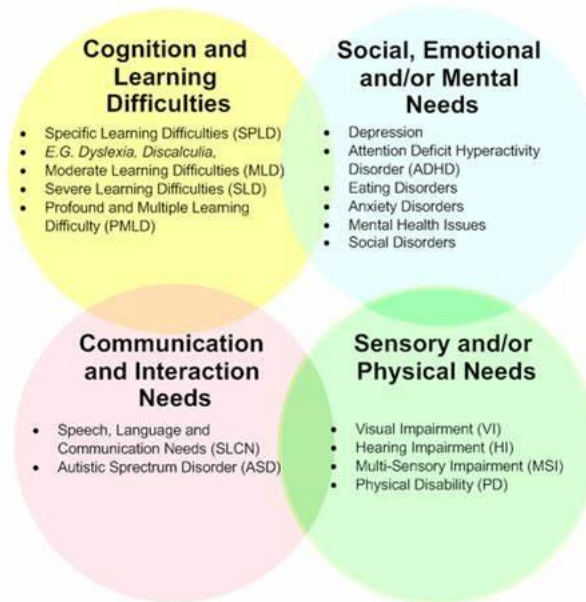 Cognition and
Learning
Difficulties
• Specific Learning Difficulties (SPLD)
• E.G. Dyslexia, Discalculia,
• Moderate Learning Difficulties (MLD)
• Severe Learning Difficulties (SLD)
• Profound and Multiple Learning
Difficulty (PMLD)
Social, Emotional
and/or Mental
Needs
• Depression
• Attention Deficit Hyperactivity
Disorder (ADHD)
• Eating Disorders
• Anxiety Disorders
• Mental Health Issues
• Social Disorders
Communication
and Interaction
Needs
• Speech, Language and
Communication Needs (SLCN)
• Autistic Spectrum Disorder (ASD)
Sensory and/or
Physical Needs
• Visual Impairment (VI)
• Hearing Impairment (HI)
• Multi-Sensory Impairment (MSI)
• Physical Disability (PD)